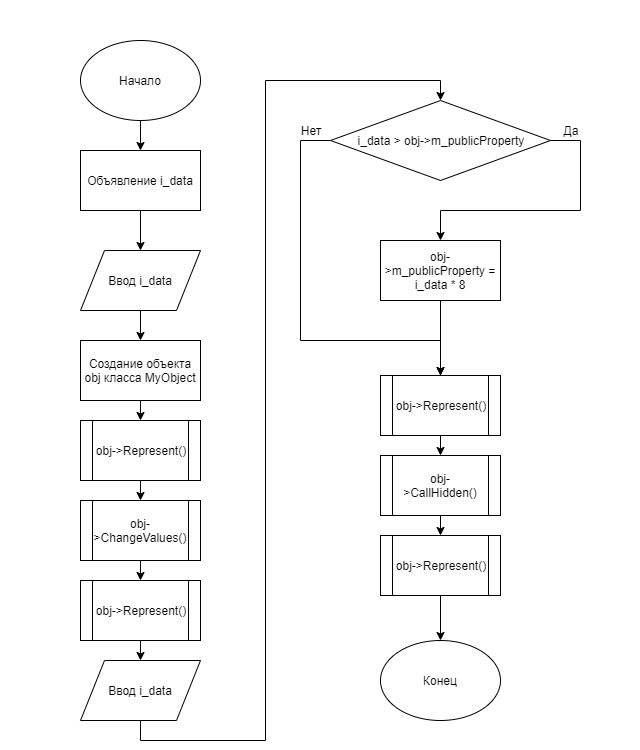 Начало
Объявление i_data
Ввод i_data
Создание объекта
obj класса MyObject
obj->Represent()
obj-
>ChangeValues()
obj->Represent()
Ввод i_data
Нет
i_data > obj->m_publicProperty
Да
obj-
>m_publicProperty =
i_data * 8
obj->Represent()
obj-
>CallHidden()
obj->Represent()
Конец